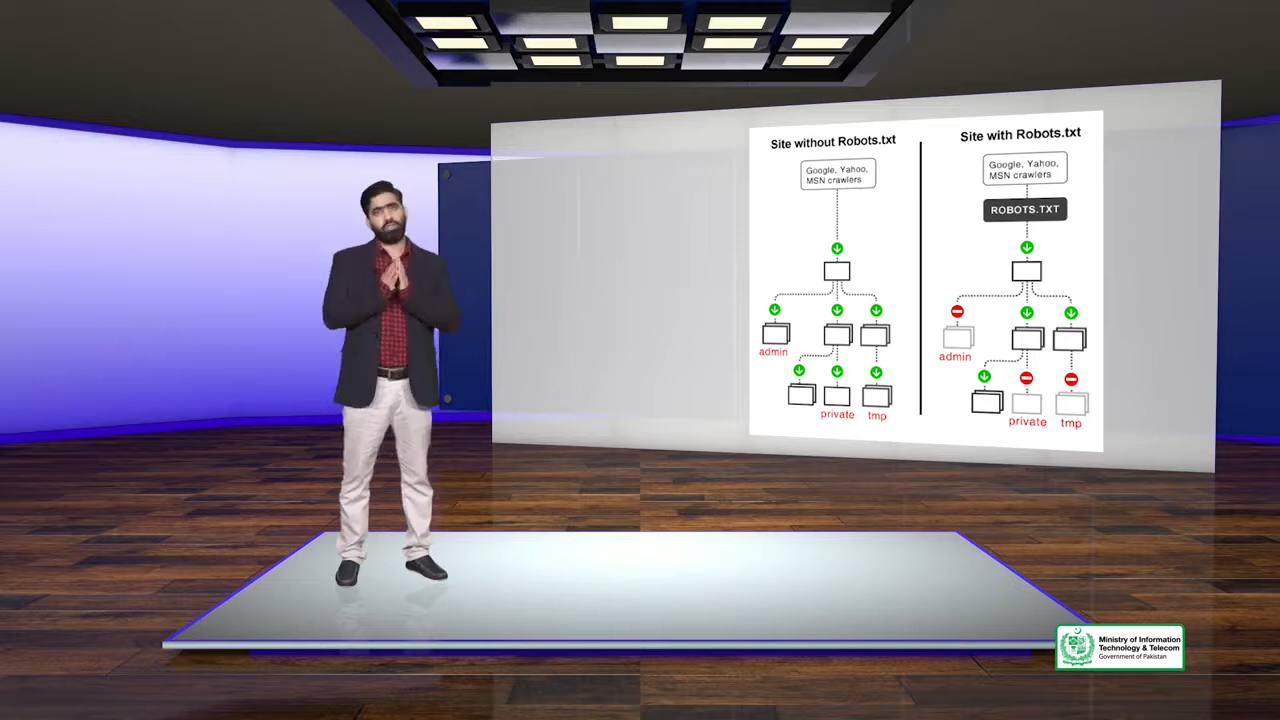 Site without Robots.txt
Google, Yahoo,
MSN crawlers
admin
private
tmp
Site with Robots.txt
Google, Yahoo,
MSN crawlers
ROBOTS.TXT
admin
private
tmp
Ministry of Information
Technology & Telecom
Government of Pakistan